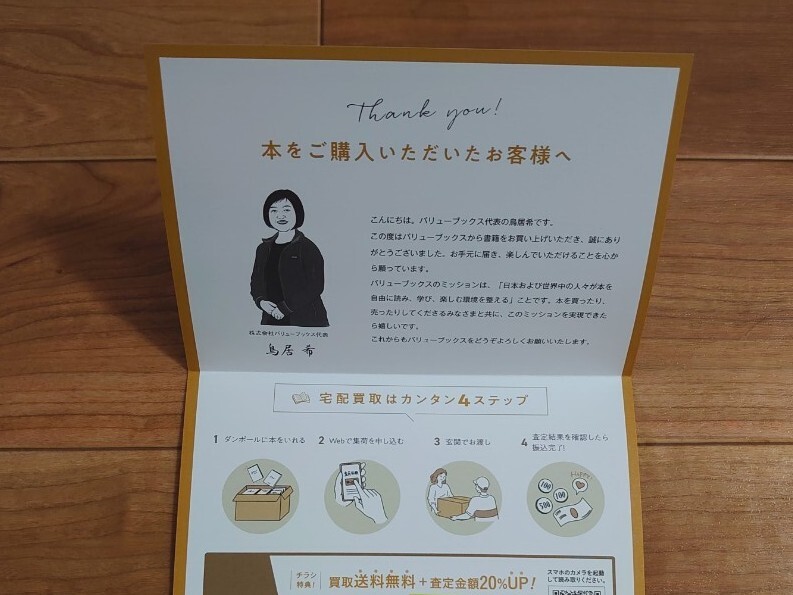 Thank you!
本をご購入いただいたお客様へ
こんにちは。バリューブックス代表の鳥居希です。
この度はバリューブックスから書籍をお買い上げいただき、誠にあり
がとうございました。お手元に届き、楽しんでいただけることを心か
ら願っています。
バリューブックスのミッションは、「日本および世界中の人々が本を
自由に読み、学び、楽しむ環境を整える」ことです。本を買ったり、
売ったりしてくださるみなさまと共に、このミッションを実現できた
ら嬉しいです。
これからもバリューブックスをどうぞよろしくお願いいたします。
株式会社バリューブックス代表
鳥居 希
宅配買取はカンタン4ステップ
1 ダンボールに本をいれる
2 Webで集荷を申し込む
3 玄関でお渡し
4 査定結果を確認したら
振込完了!
Happy!
100
100
500
チラシ
特典!
買取送料無料+査定金額20%UP!
スマホのカメラを起動
して読み取りください。